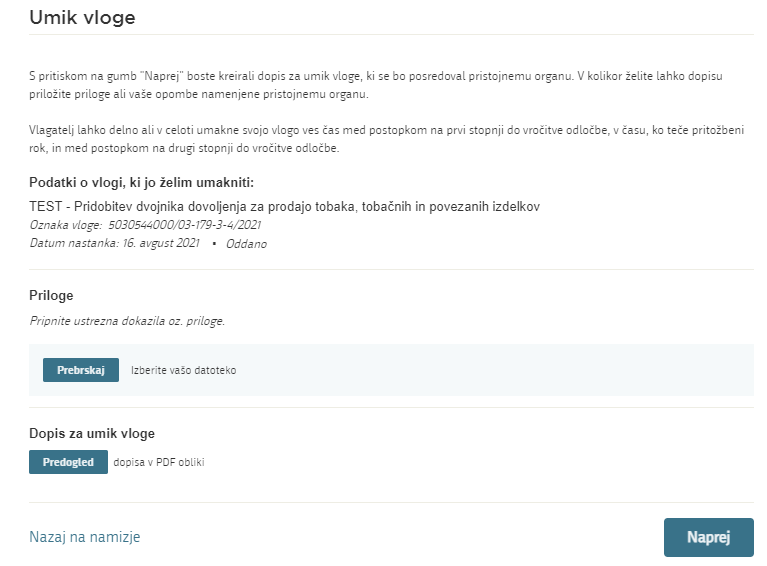 Umik vloge
S pritiskom na gumb "Naprej" boste kreirali dopis za umik vloge, ki se bo posredoval pristojnemu organu. V kolikor želite lahko dopisu
priložite priloge ali vaše opombe namenjene pristojnemu organu.
Vlagatelj lahko delno ali v celoti umakne svojo vlogo ves čas med postopkom na prvi stopnji do vročitve odločbe, v času, ko teče pritožbeni
rok, in med postopkom na drugi stopnji do vročitve odločbe.
Podatki o vlogi, ki jo želim umakniti:
TEST - Pridobitev dvojnika dovoljenja za prodajo tobaka, tobačnih in povezanih izdelkov
Oznaka vloge: 5030544000/03-179-3-4/2021
Datum nastanka: 16. avgust 2021 ▪ Oddano
Priloge
Pripnite ustrezna dokazila oz. priloge.
Prebrskaj Izberite vašo datoteko
Dopis za umik vloge
Predogled dopisa v PDF obliki
Nazaj na namizje Naprej